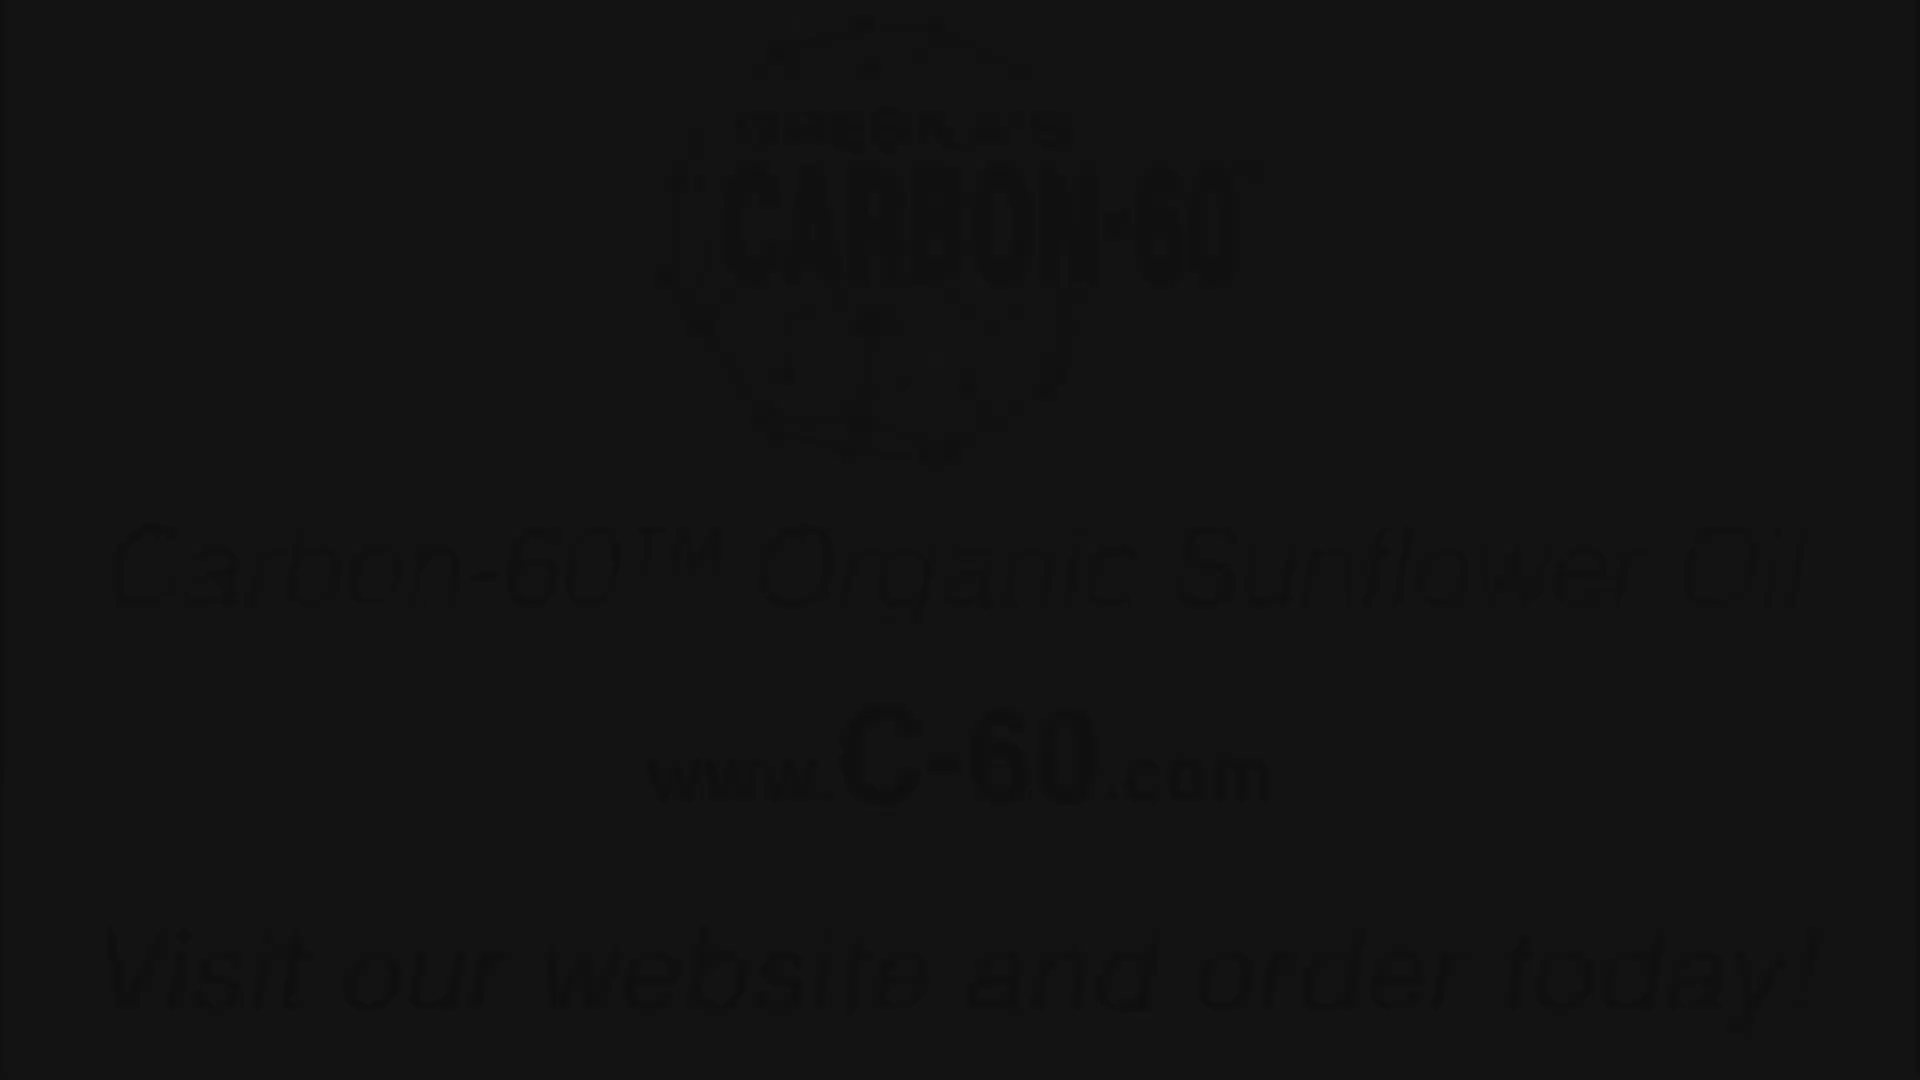 CARBON-60
Carbon-60™ Organic Sunflower Oil
www.C-60.com
Visit our website and order today!